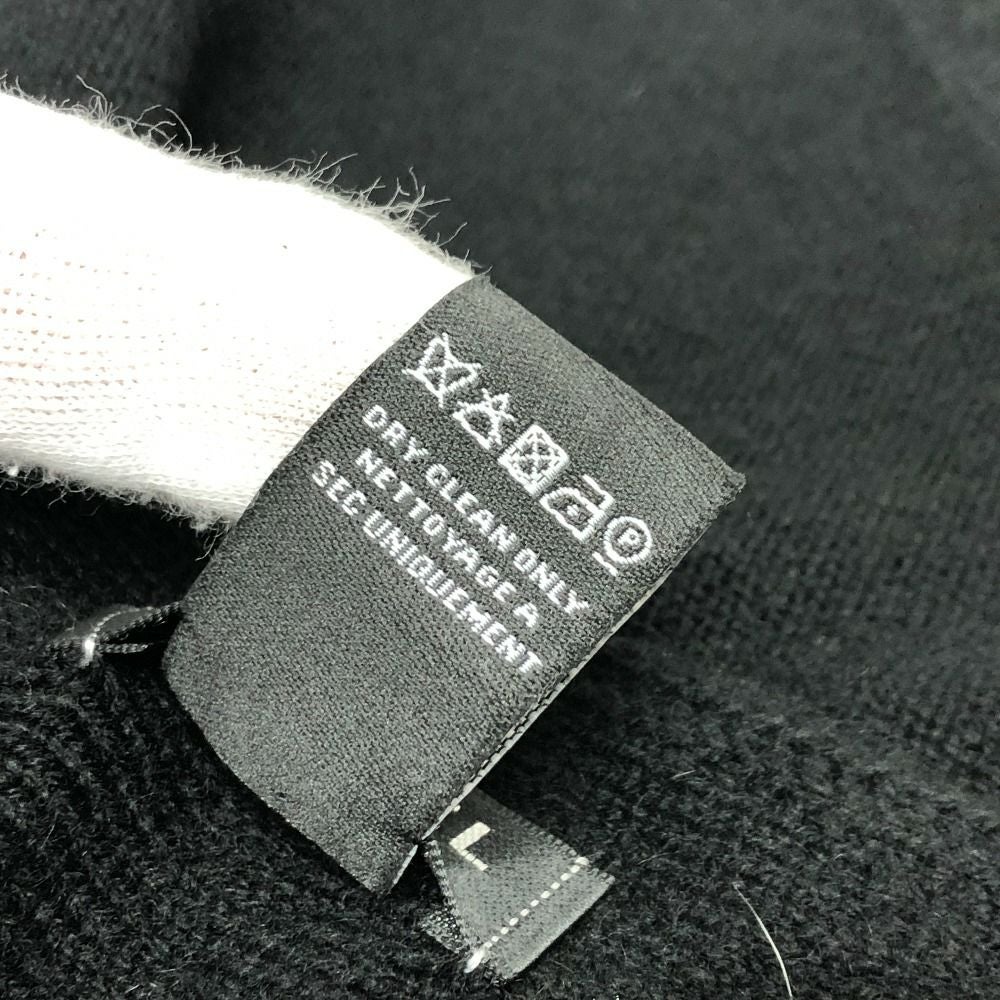 P
DRY CLEAN ONLY
NETTOYAGE A
SEC UNIQUEMENT
L